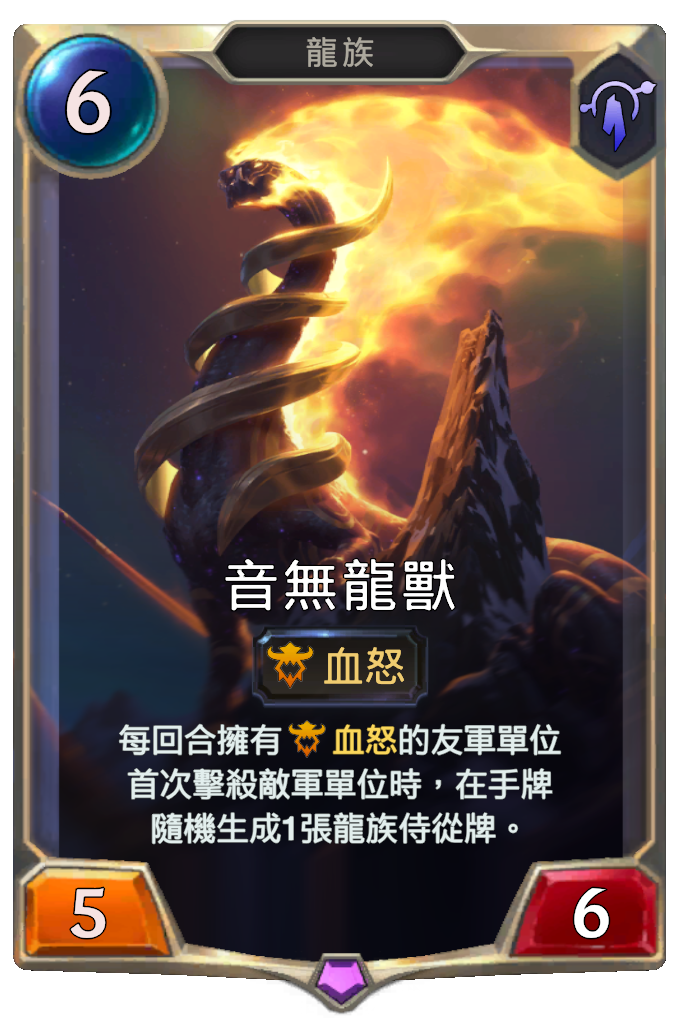 龍族
6
音無龍獸
血怒
每回合擁有血怒的友軍單位
首次擊殺敵軍單位時，在手牌
隨機生成1張龍族侍從牌。
5
6